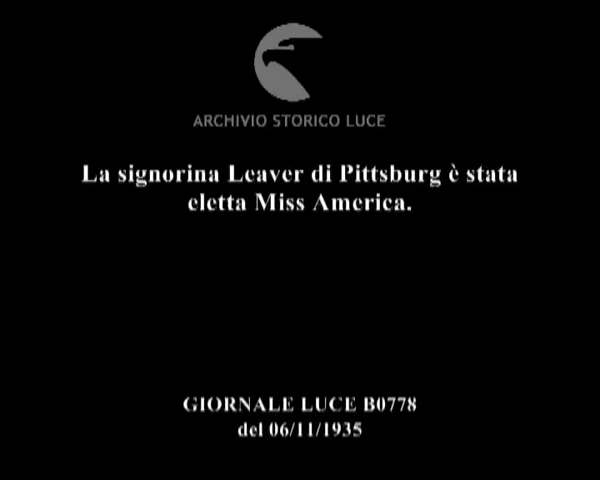 ARCHIVIO STORICO LUCE
La signorina Leaver di Pittsburg è stata
eletta Miss America.
GIORNALE LUCE B0778
del 06/11/1935